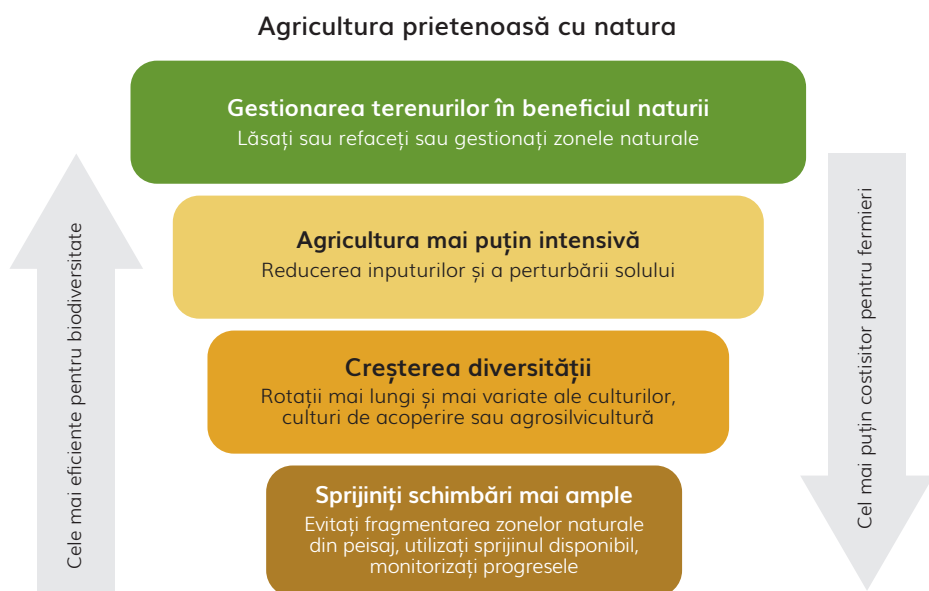 Agricultura prietenoasă cu natura
Gestionarea terenurilor în beneficiul naturii
Lăsați sau refaceți sau gestionați zonele naturale
Agricultura mai puțin intensivă
Reducerea inputurilor și a perturbării solului
Creșterea diversității
Rotații mai lungi și mai variate ale culturilor,
culturi de acoperire sau agrosilvicultură
Sprijiniți schimbări mai ample
Evitați fragmentarea zonelor naturale
din peisaj, utilizați sprijinul disponibil,
monitorizați progresele
Cele mai eficiente pentru biodiversitate
Cel mai puțin costisitor pentru fermieri